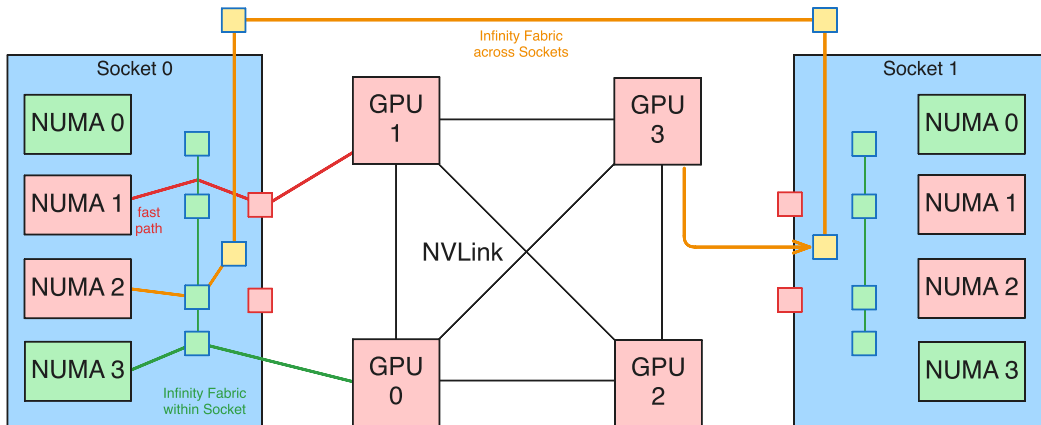 Infinity Fabric
across Sockets
Socket 0
NUMA 0
NUMA 1
fast
path
NUMA 2
NUMA 3
Infinity Fabric
within Socket
GPU
1
GPU
3
NVLink
GPU
0
GPU
2
Socket 1
NUMA 0
NUMA 1
NUMA 2
NUMA 3